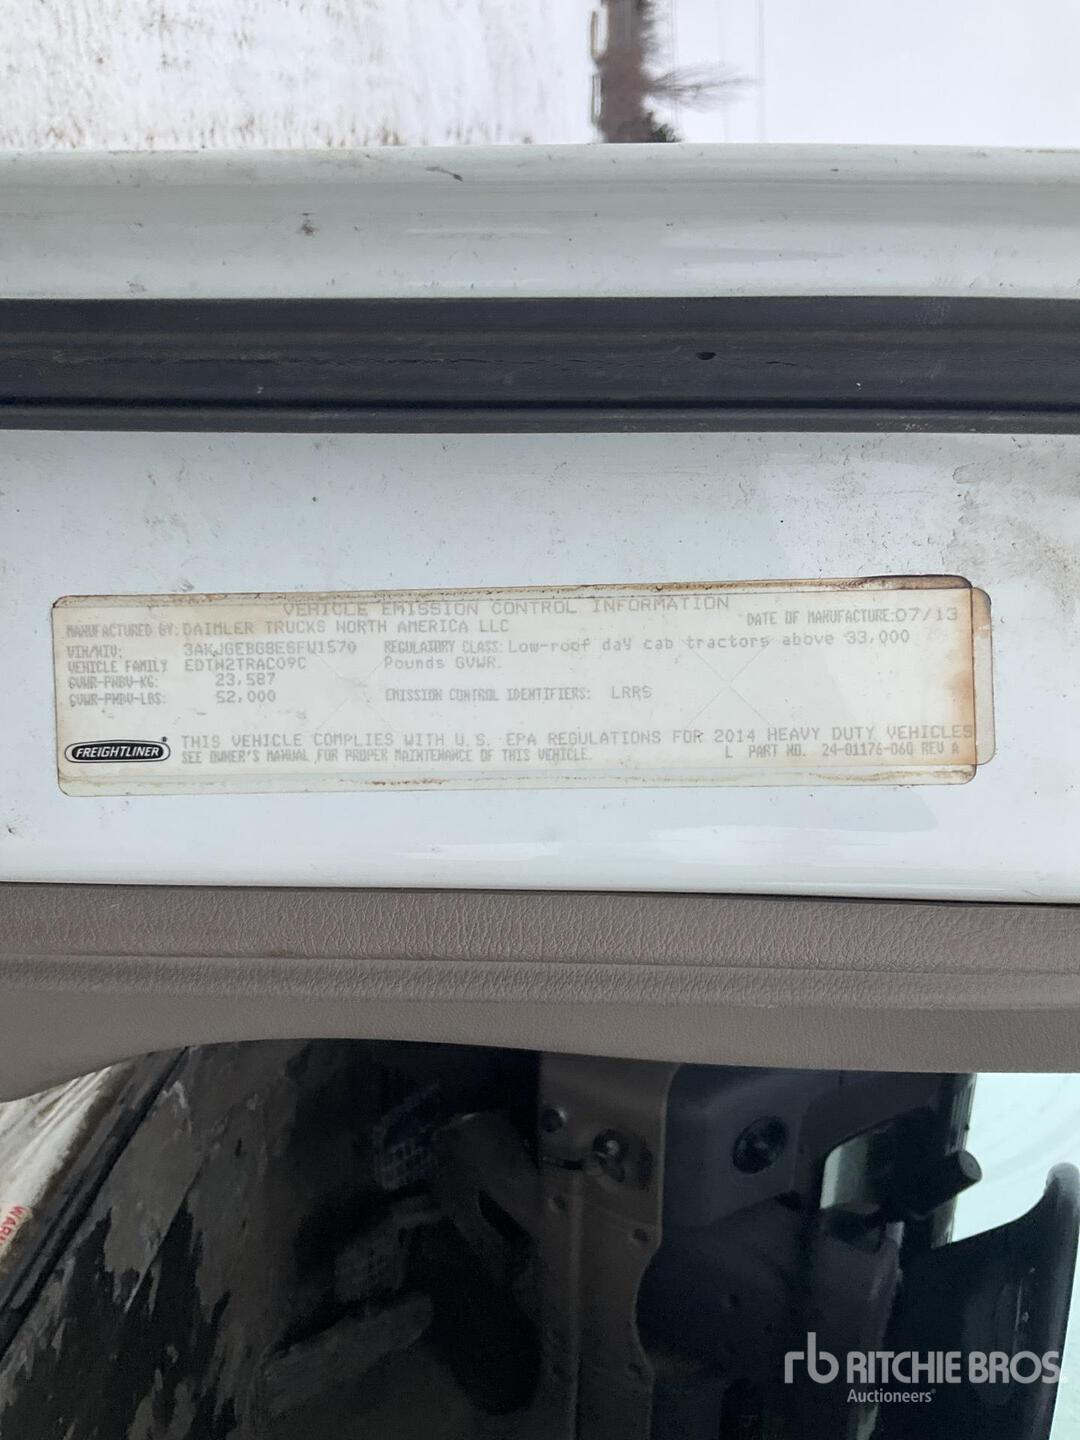 VEHICLE EMISSION CONTROL INFORMATION
MANUFACTURED BY: DAIMLER TRUCKS NORTH AMERICA LLC DATE OF MANUFACTURE: 07/13
VIN/NIV: 3AKJGEBG8ESFW1570 REGULATORY CLASS: Low-roof day cab tractors above 33,000
VEHICLE FAMILY EDTN2TRAC09C Pounds GVWR.
GVWR-PNBV-KG: 23,587
GVWR-PNBV-LBS: 52,000 EMISSION CONTROL IDENTIFIERS: LRRS
FREIGHTLINER THIS VEHICLE COMPLIES WITH U.S. EPA REGULATIONS FOR 2014 HEAVY DUTY VEHICLES
SEE OWNER'S MANUAL FOR PROPER MAINTENANCE OF THIS VEHICLE. L PART NO. 24-01176-060 REV A
rb RITCHIE BROS.
Auctioneers